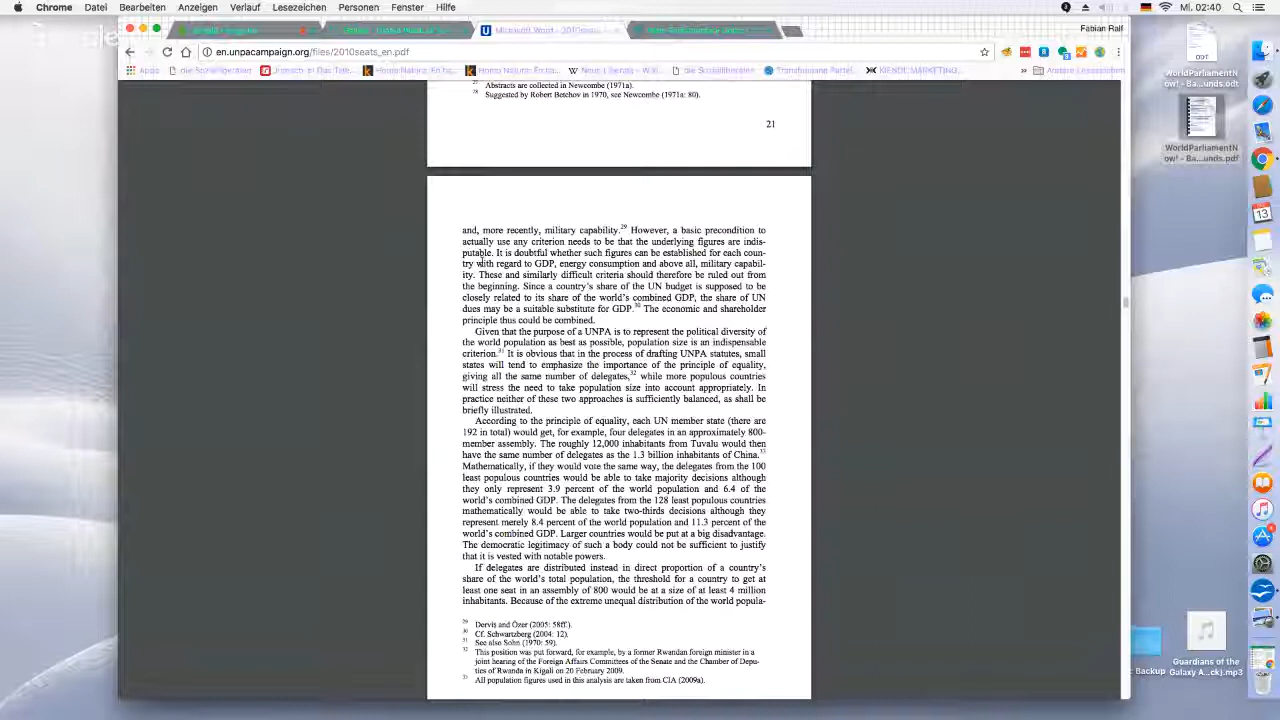 Chrome Datei Bearbeiten Anzeigen Verlauf Lesezeichen Personen Fenster Hilfe
Mi. 02:40
Fabian Ralf
en.unpacampaign.org/files/2010seats_en.pdf
Apps
KIENDL MARKETING
Abstracts are collected in Newcombe (1971a).
28 Suggested by Robert Betchov in 1970, see Newcombe (1971a: 80).
21
and, more recently, military capability.29 However, a basic precondition to
actually use any criterion needs to be that the underlying figures are indis-
putable. It is doubtful whether such figures can be established for each coun-
try with regard to GDP, energy consumption and above all, military capabil-
ity. These and similarly difficult criteria should therefore be ruled out from
the beginning. Since a country's share of the UN budget is supposed to be
closely related to its share of the world's combined GDP, the share of UN
dues may be a suitable substitute for GDP.30 The economic and shareholder
principle thus could be combined.
Given that the purpose of a UNPA is to represent the political diversity of
the world population as best as possible, population size is an indispensable
criterion.31 It is obvious that in the process of drafting UNPA statutes, small
states will tend to emphasize the importance of the principle of equality,
giving all the same number of delegates,32 while more populous countries
will stress the need to take population size into account appropriately. In
practice neither of these two approaches is sufficiently balanced, as shall be
briefly illustrated.
According to the principle of equality, each UN member state (there are
192 in total) would get, for example, four delegates in an approximately 800-
member assembly. The roughly 12,000 inhabitants from Tuvalu would then
have the same number of delegates as the 1.3 billion inhabitants of China.33
Mathematically, if they would vote the same way, the delegates from the 100
least populous countries would be able to take majority decisions although
they only represent 3.9 percent of the world population and 6.4 of the
world's combined GDP. The delegates from the 128 least populous countries
mathematically would be able to take two-thirds decisions although they
represent merely 8.4 percent of the world population and 11.3 percent of the
world's combined GDP. Larger countries would be put at a big disadvantage.
The democratic legitimacy of such a body could not be sufficient to justify
that it is vested with notable powers.
If delegates are distributed instead in direct proportion of a country's
share of the world's total population, the threshold for a country to get at
least one seat in an assembly of 800 would be at a size of at least 4 million
inhabitants. Because of the extreme unequal distribution of the world popula-
29 Derviş and Özer (2005: 58ff.).
30 Cf. Schwartzberg (2004: 12).
31 See also Sohn (1970: 59).
32 This position was put forward, for example, by a former Rwandan foreign minister in a
joint hearing of the Foreign Affairs Committees of the Senate and the Chamber of Depu-
ties of Rwanda in Kigali on 20 February 2009.
33 All population figures used in this analysis are taken from CIA (2009a).
ODT
WorldParliamentN
ow! - Ba...unds.odt
WorldParliamentN
ow! - Ba...unds.pdf
Backup
Guardians of the
Galaxy A...ck).mp3